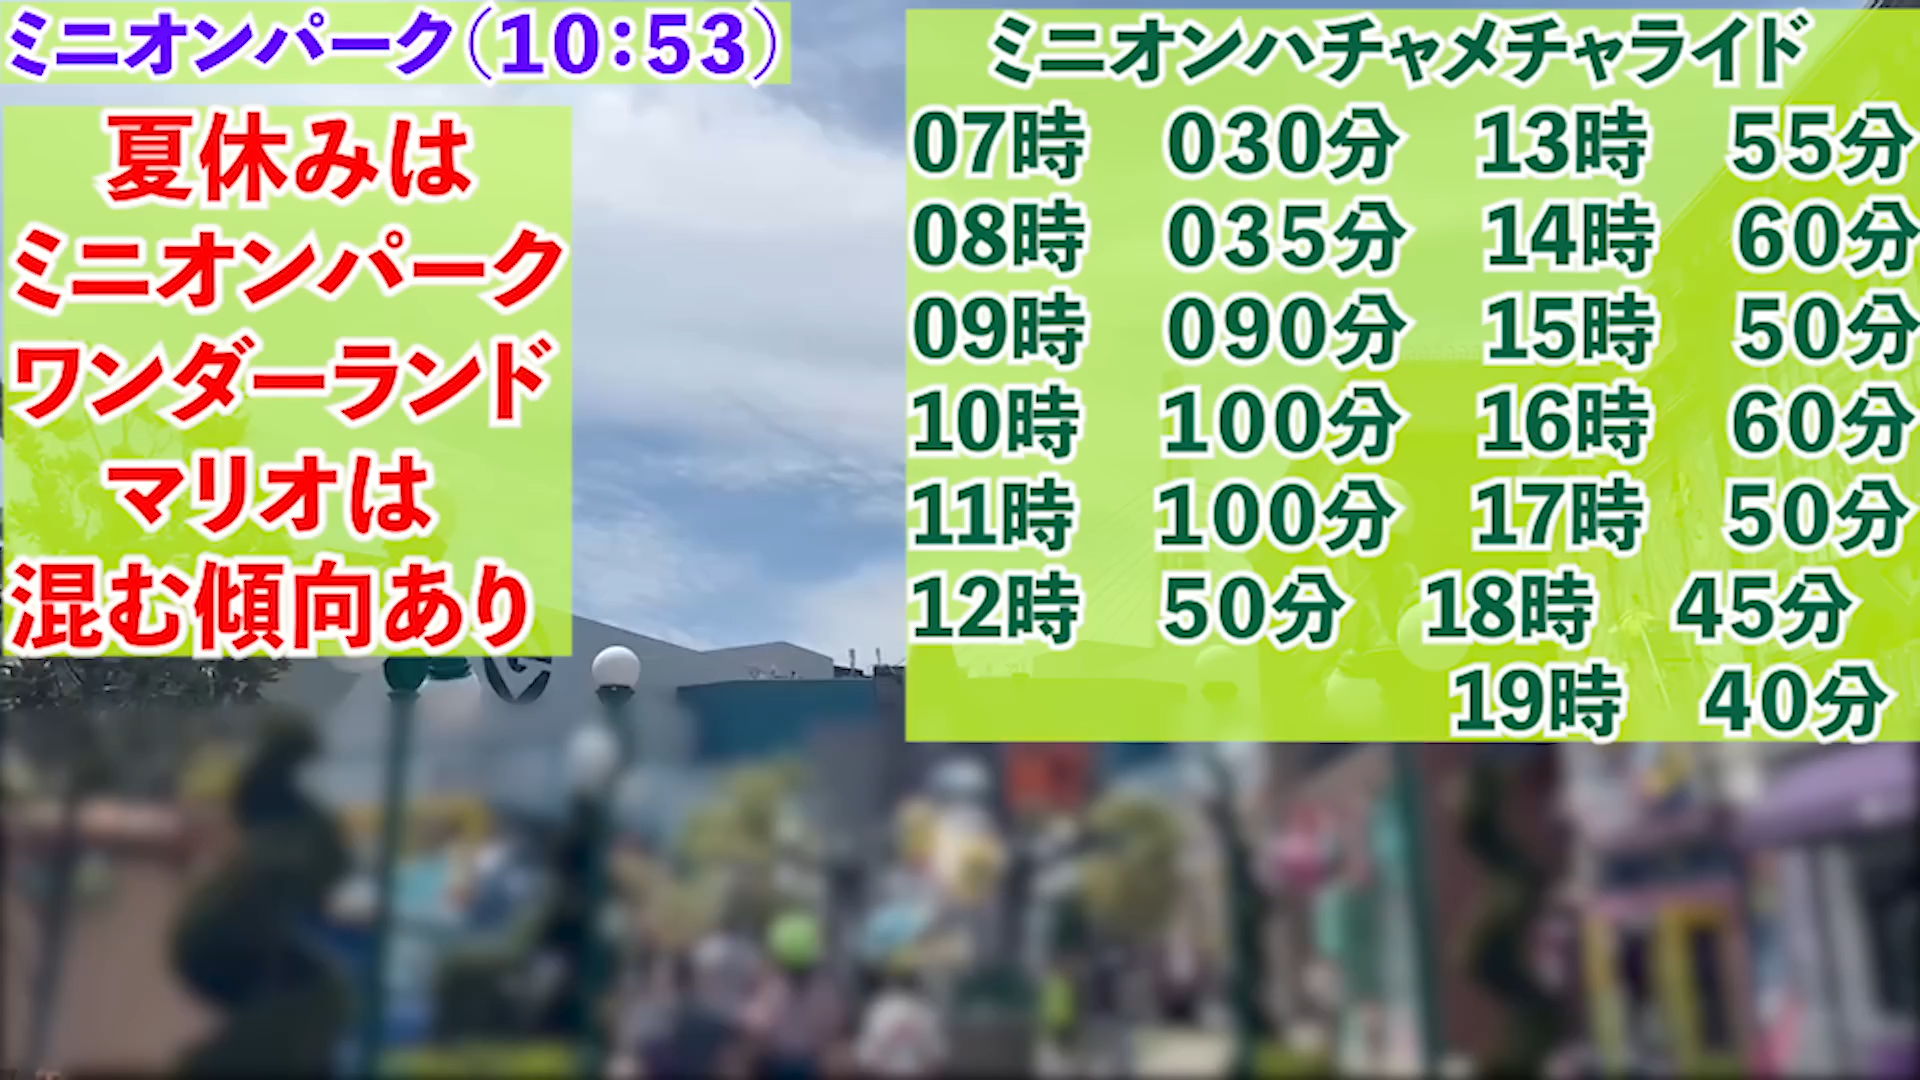 ミニオンパーク(10:53)
夏休みは
ミニオンパーク
ワンダーランド
マリオは
混む傾向あり
ミニオンハチャメチャライド
07時 030分 13時 55分
08時 035分 14時 60分
09時 090分 15時 50分
10時 100分 16時 60分
11時 100分 17時 50分
12時 50分 18時 45分
19時 40分